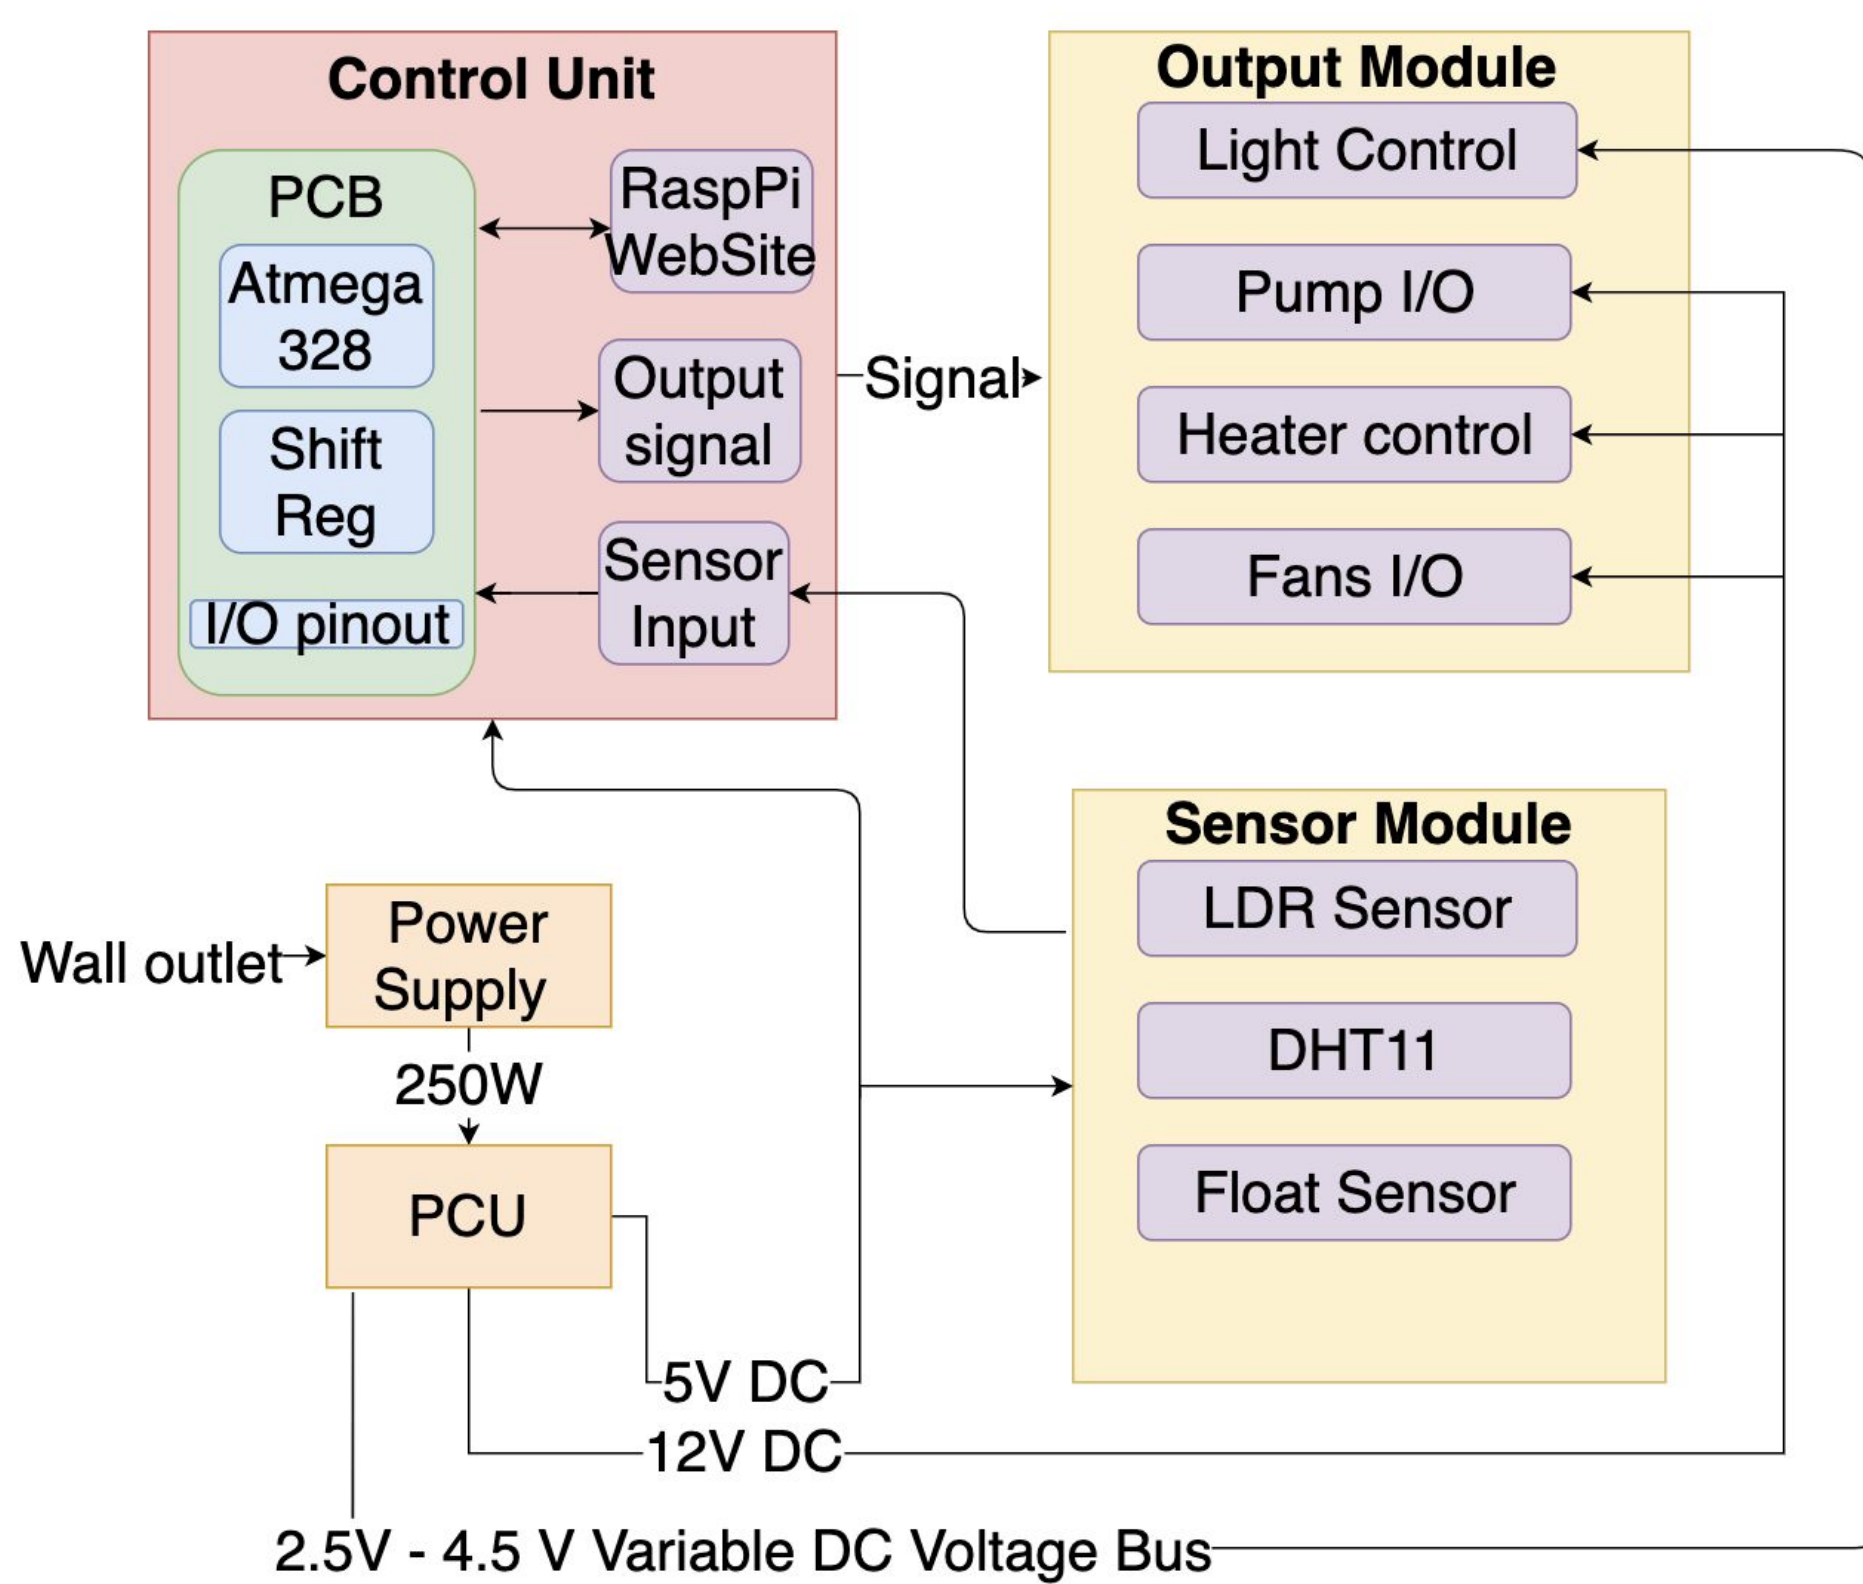 Control Unit
PCB
Atmega
328
Shift
Reg
I/O pinout
RaspPi
WebSite
Output
signal
Sensor
Input
Signal
Output Module
Light Control
Pump I/O
Heater control
Fans I/O
Sensor Module
LDR Sensor
DHT11
Float Sensor
Wall outlet
Power
Supply
250W
PCU
5V DC
12V DC
2.5V - 4.5 V Variable DC Voltage Bus